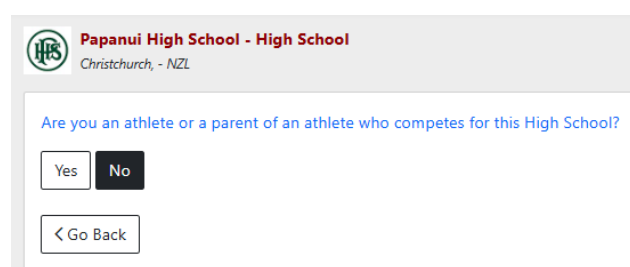 PHS
Papanui High School - High School
Christchurch, - NZL
Are you an athlete or a parent of an athlete who competes for this High School?
Yes No
Go Back